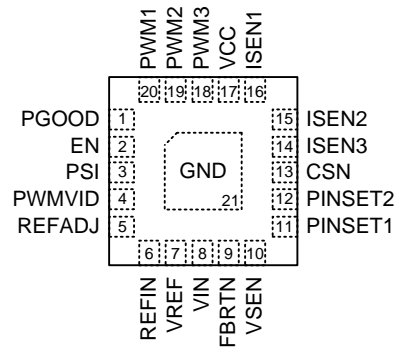 PWM1
PWM2
PWM3
VCC
ISEN1
20
19
18
17
16
PGOOD 1
EN 2
PSI 3
PWMVID 4
REFADJ 5
GND
21
15 ISEN2
14 ISEN3
13 CSN
12 PINSET2
11 PINSET1
6
7
8
9
10
REFIN
VREF
VIN
FBRTN
VSEN